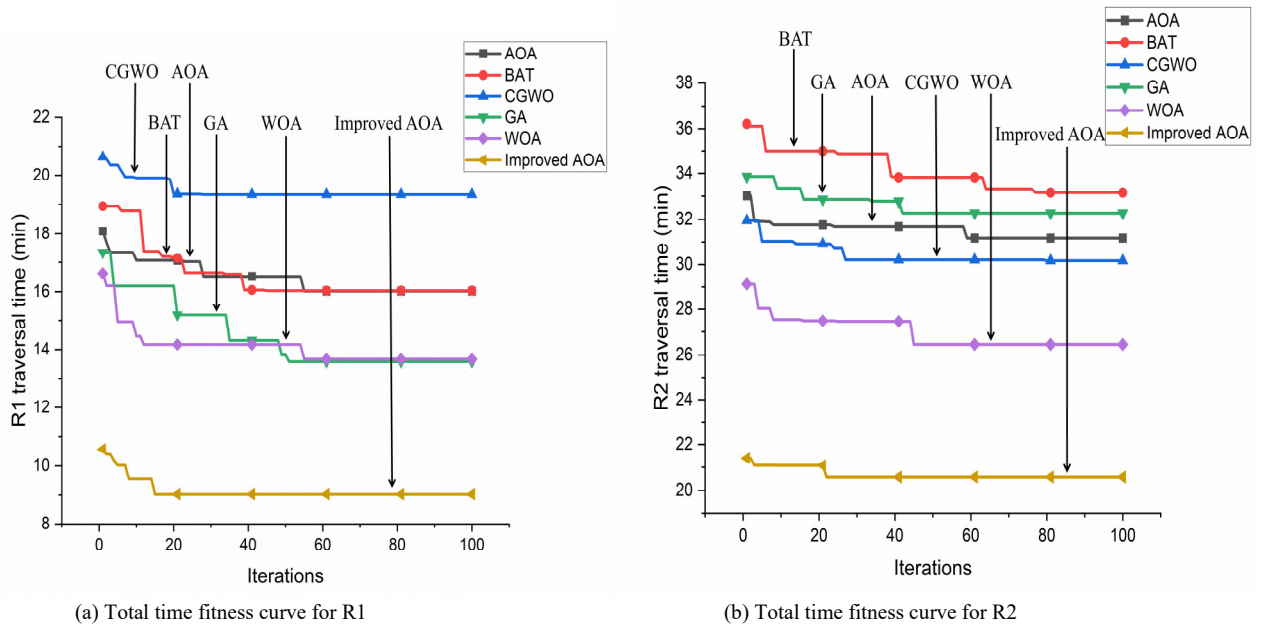 AOA
BAT
CGWO
GA
WOA
Improved AOA
CGWO
AOA
BAT
GA
WOA
Improved AOA
22
20
18
16
14
12
10
8
R1 traversal time (min)
0
20
40
60
80
100
Iterations
(a) Total time fitness curve for R1
AOA
BAT
CGWO
GA
WOA
Improved AOA
BAT
GA
AOA
CGWO
WOA
Improved AOA
38
36
34
32
30
28
26
24
22
20
R2 traversal time (min)
0
20
40
60
80
100
Iterations
(b) Total time fitness curve for R2